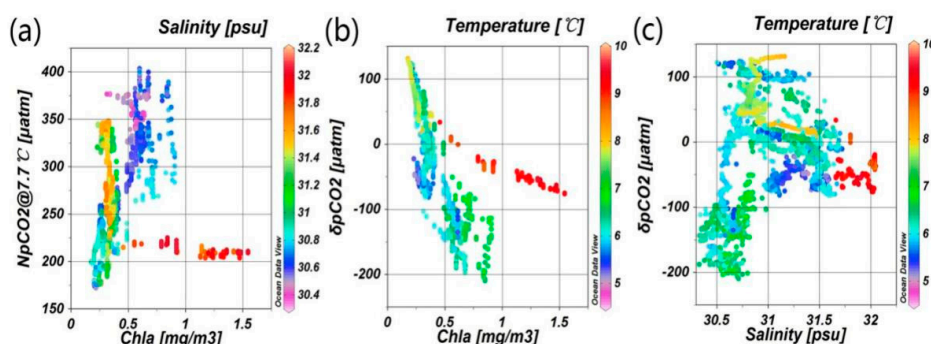 (a) Salinity [psu]
NpCO2@7.7 ℃ [µatm]
400
350
300
250
200
150
0 0.5 1 1.5
Chla [mg/m3]
32.2
32
31.8
31.6
31.4
31.2
31
30.8
30.6
30.4
Ocean Data View
(b) Temperature [ ℃]
δpCO2 [µatm]
100
0
-100
-200
0 0.5 1 1.5
Chla [mg/m3]
10
9
8
7
6
5
Ocean Data View
(c) Temperature [ ℃]
δpCO2 [µatm]
100
0
-100
-200
30.5 31 31.5 32
Salinity [psu]
10
9
8
7
6
5
Ocean Data View